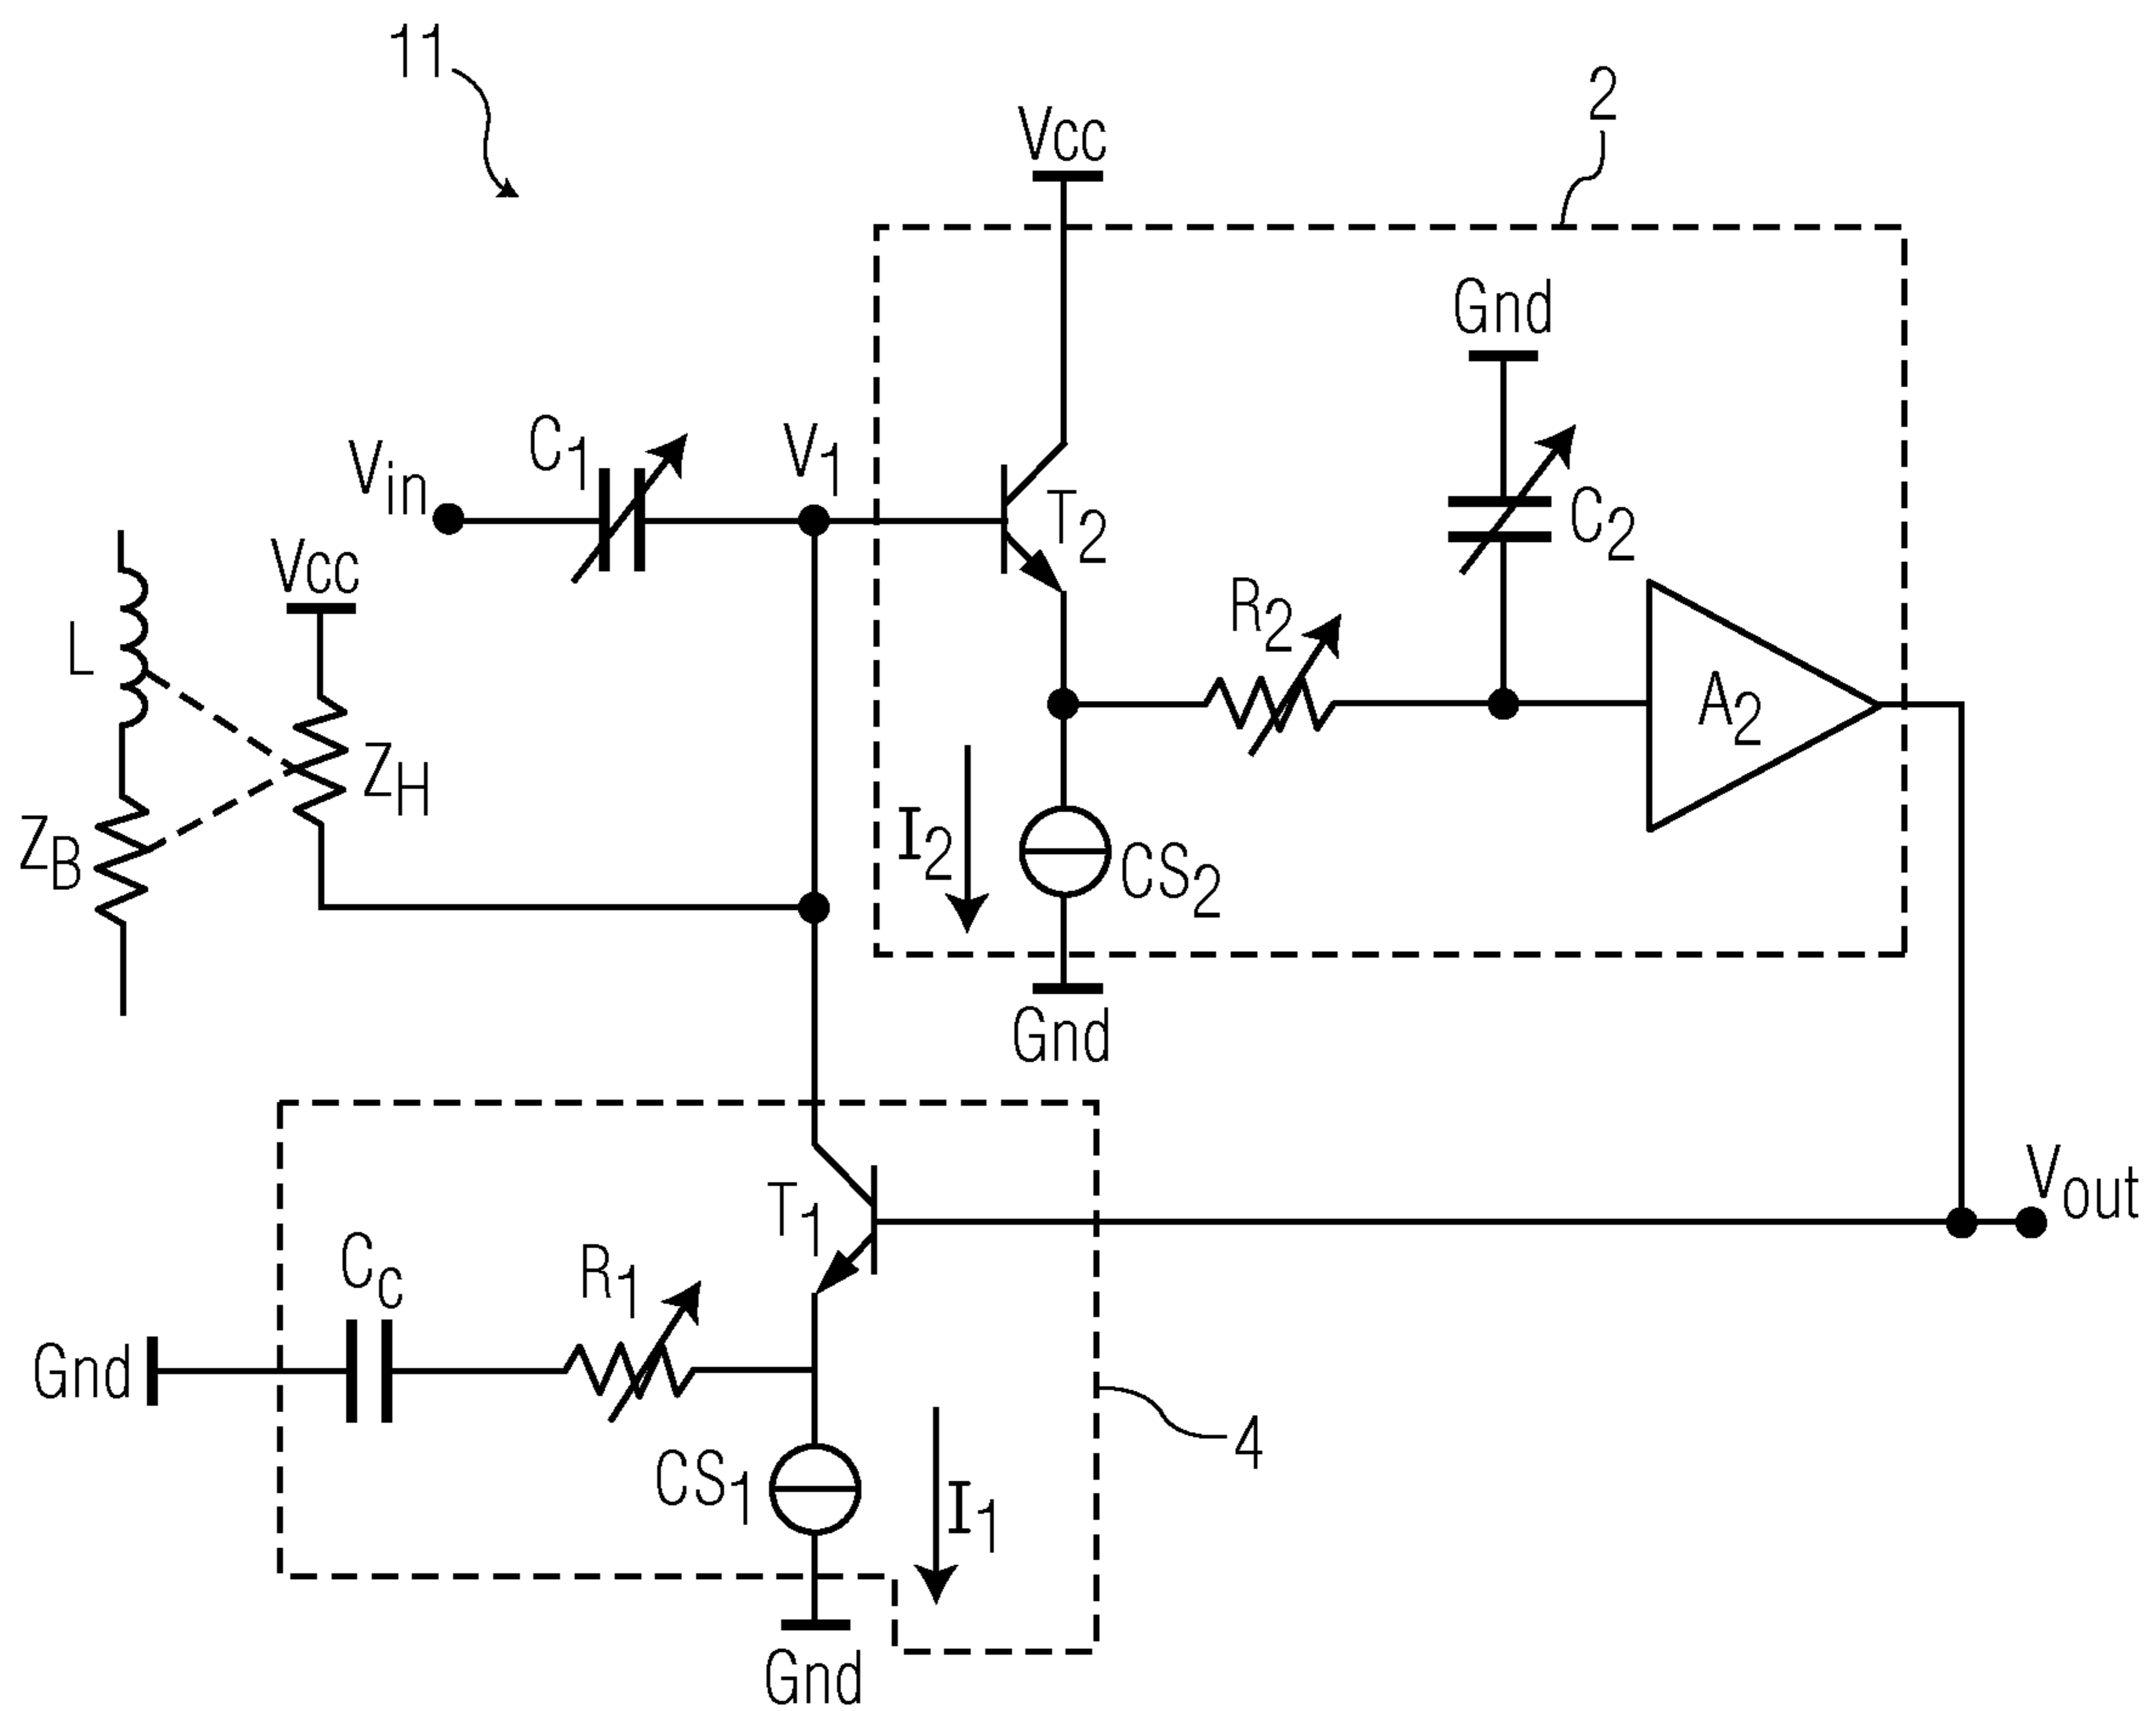 11
2
Vcc
Gnd
Vin
C1
V1
T2
C2
Vcc
R2
L
A2
ZH
ZB
I2
CS2
Gnd
Vout
T1
CC
R1
Gnd
4
CS1
I1
Gnd